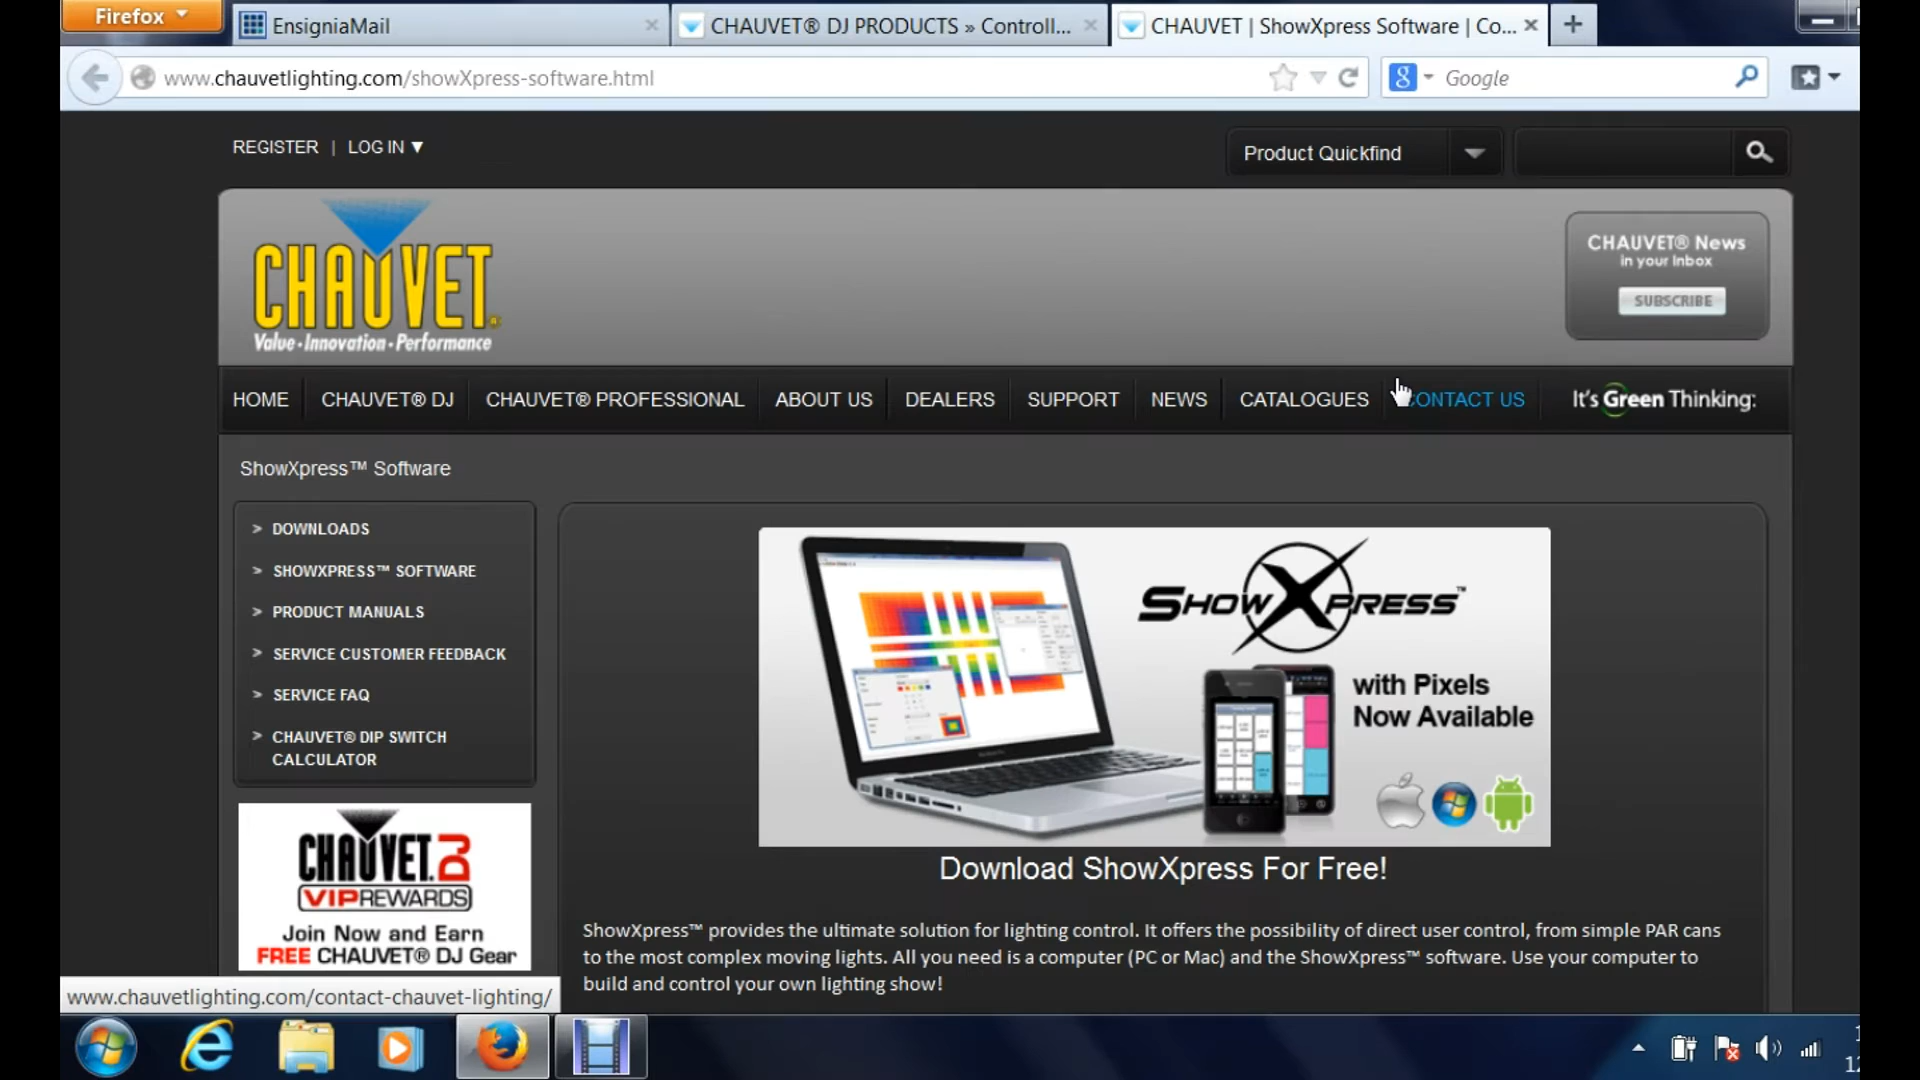 Firefox
EnsigniaMail
CHAUVET® DJ PRODUCTS » Controll...
CHAUVET | ShowXpress Software | Co...
www.chauvetlighting.com/showXpress-software.html
Google
REGISTER | LOG IN ▼
Product Quickfind
CHAUVET®
Value · Innovation · Performance
CHAUVET® News
in your Inbox
SUBSCRIBE
HOME
CHAUVET® DJ
CHAUVET® PROFESSIONAL
ABOUT US
DEALERS
SUPPORT
NEWS
CATALOGUES
CONTACT US
It's Green Thinking:
ShowXpress™ Software
> DOWNLOADS
> SHOWXPRESS™ SOFTWARE
> PRODUCT MANUALS
> SERVICE CUSTOMER FEEDBACK
> SERVICE FAQ
> CHAUVET® DIP SWITCH
CALCULATOR
SHOWXPRESS™
with Pixels
Now Available
CHAUVET DJ
VIP REWARDS
Join Now and Earn
FREE CHAUVET® DJ Gear
Download ShowXpress For Free!
ShowXpress™ provides the ultimate solution for lighting control. It offers the possibility of direct user control, from simple PAR cans
to the most complex moving lights. All you need is a computer (PC or Mac) and the ShowXpress™ software. Use your computer to
build and control your own lighting show!
www.chauvetlighting.com/contact-chauvet-lighting/